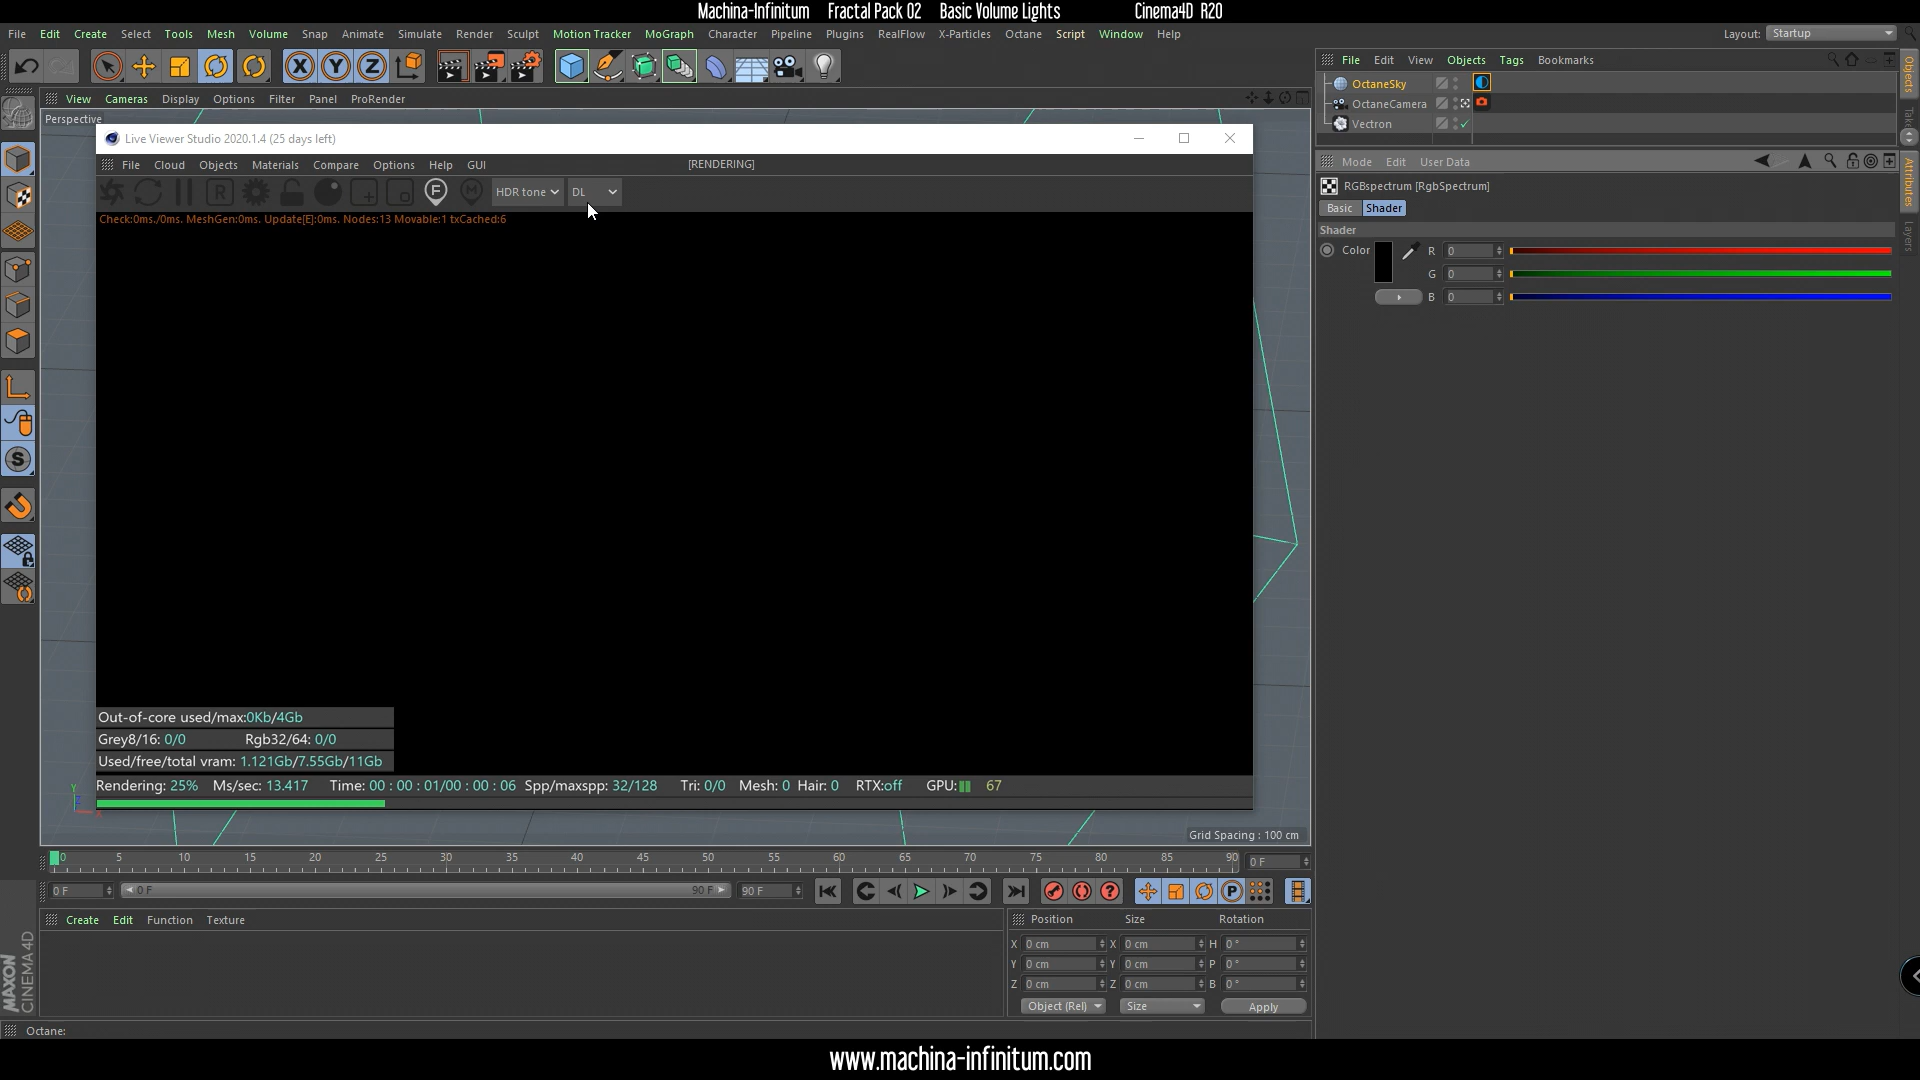 Machina-Infinitum Fractal Pack 02 Basic Volume Lights Cinema4D R20
File Edit Create Select Tools Mesh Volume Snap Animate Simulate Render Sculpt Motion Tracker MoGraph Character Pipeline Plugins RealFlow X-Particles Octane Script Window Help
Layout: Startup
File Edit View Objects Tags Bookmarks
View Cameras Display Options Filter Panel ProRender
Perspective
OctaneSky
OctaneCamera
Vectron
Objects
Take
Live Viewer Studio 2020.1.4 (25 days left)
File Cloud Objects Materials Compare Options Help GUI
[RENDERING]
HDR tone
DL
Check:0ms./0ms. MeshGen:0ms. Update[E]:0ms. Nodes:13 Movable:1 txCached:6
Mode Edit User Data
RGBspectrum [RgbSpectrum]
Basic Shader
Shader
Color
R 0
G 0
B 0
Attributes
Layers
Out-of-core used/max:0Kb/4Gb
Grey8/16: 0/0 Rgb32/64: 0/0
Used/free/total vram: 1.121Gb/7.55Gb/11Gb
Rendering: 25% Ms/sec: 13.417 Time: 00 : 00 : 01/00 : 00 : 06 Spp/maxspp: 32/128 Tri: 0/0 Mesh: 0 Hair: 0 RTX:off GPU: 67
Y
X
Grid Spacing : 100 cm
0 5 10 15 20 25 30 35 40 45 50 55 60 65 70 75 80 85 90 0 F
0 F 0 F 90 F 90 F
Create Edit Function Texture
Position Size Rotation
X 0 cm X 0 cm H 0 °
Y 0 cm Y 0 cm P 0 °
Z 0 cm Z 0 cm B 0 °
Object (Rel) Size Apply
MAXON CINEMA 4D
Octane:
www.machina-infinitum.com